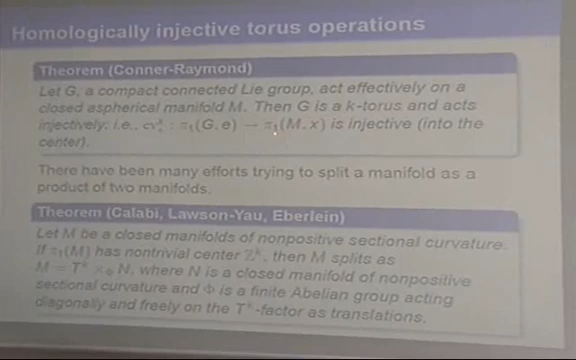 Homologically injective torus operations
Theorem (Conner-Raymond)
Let G, a compact connected Lie group, act effectively on a
closed aspherical manifold M. Then G is a k-torus and acts
injectively; i.e., : π₁(G, e) → π₁(M, x) is injective (into the
center).
There have been many efforts trying to split a manifold as a
product of two manifolds.
Theorem (Calabi, Lawson-Yau, Eberlein)
Let M be a closed manifolds of nonpositive sectional curvature.
If π₁(M) has nontrivial center ℤᵏ, then M splits as
M = Tᵏ ×_Φ N, where N is a closed manifold of nonpositive
sectional curvature and Φ is a finite Abelian group acting
diagonally and freely on the Tᵏ-factor as translations.